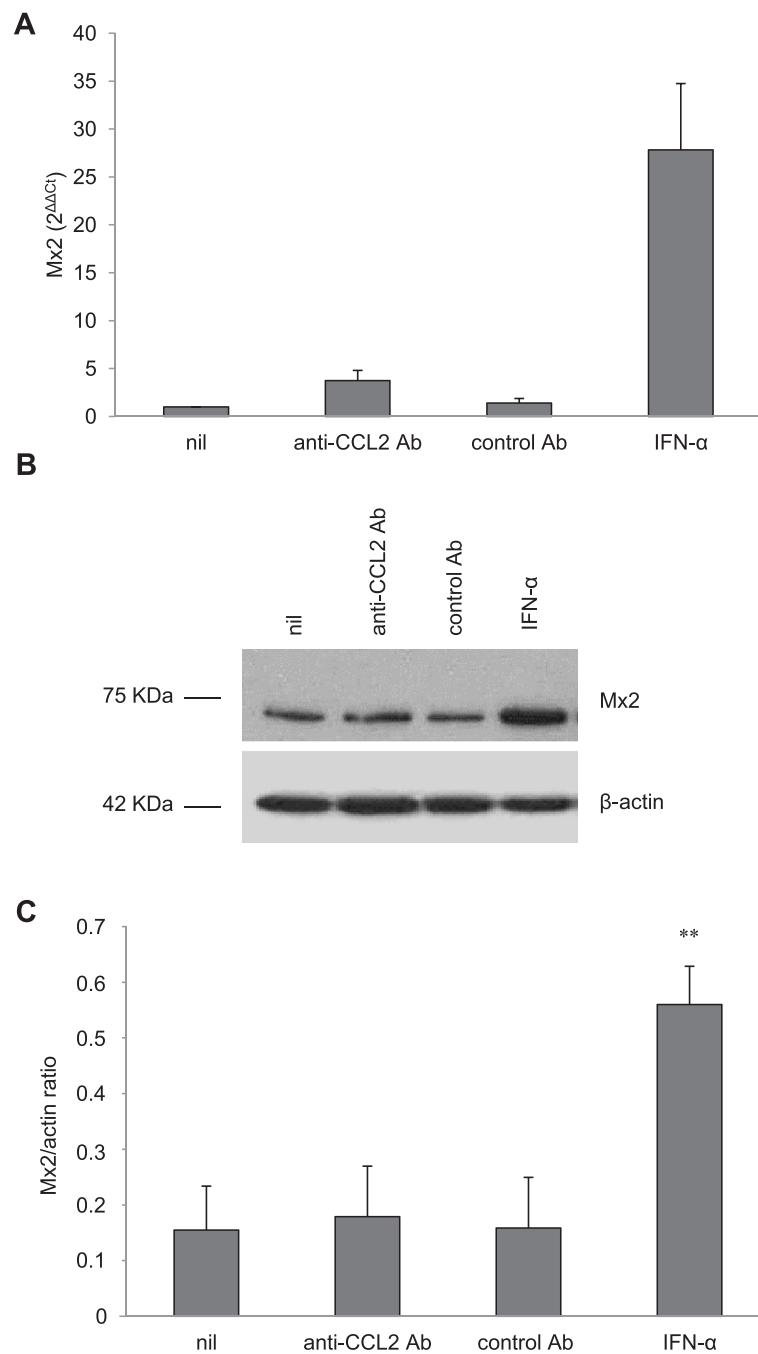 A
40
35
30
25
20
15
10
5
0
Mx2 (2^ΔΔCt)
nil anti-CCL2 Ab control Ab IFN-α
B
nil
anti-CCL2 Ab
control Ab
IFN-α
75 KDa
Mx2
42 KDa
β-actin
C
0.7
0.6
0.5
0.4
0.3
0.2
0.1
0
Mx2/actin ratio
**
nil anti-CCL2 Ab control Ab IFN-α